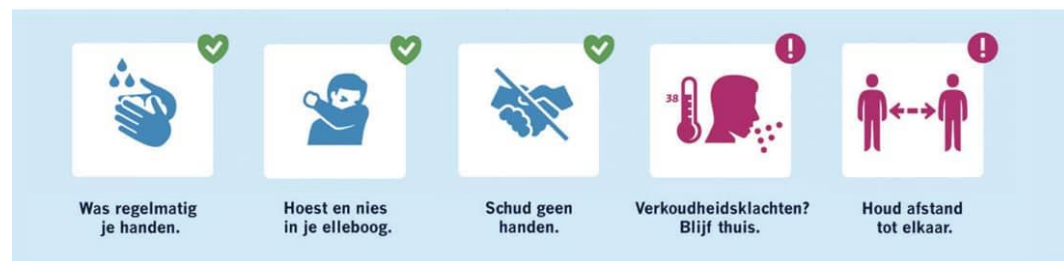 38
Was regelmatig
je handen.
Hoest en nies
in je elleboog.
Schud geen
handen.
Verkoudheidsklachten?
Blijf thuis.
Houd afstand
tot elkaar.